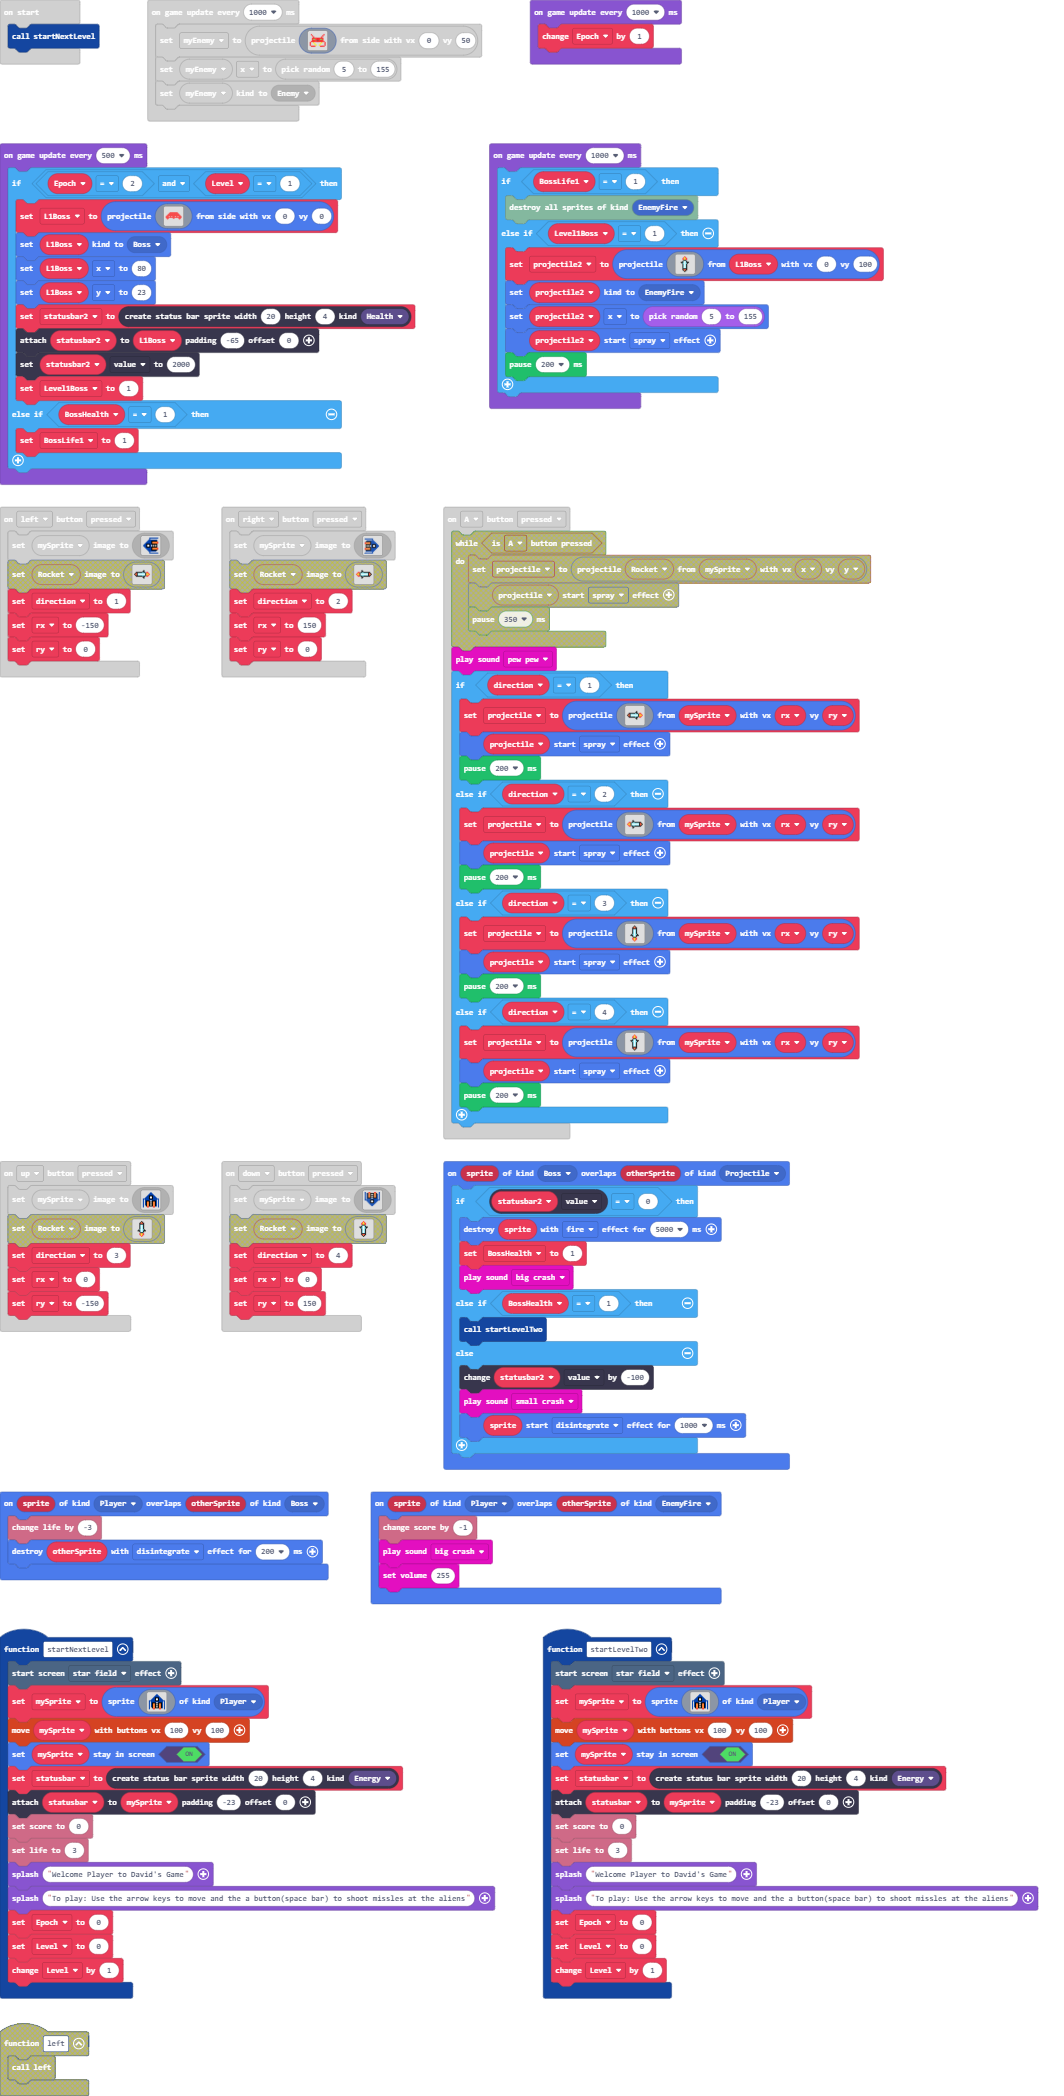 on start
call startNextLevel
on game update every 1000 ms
set myEnemy to projectile from side with vx 0 vy 50
set myEnemy x to pick random 5 to 155
set myEnemy kind to Enemy
on game update every 1000 ms
change Epoch by 1
on game update every 500 ms
if Epoch = 2 and Level = 1 then
set L1Boss to projectile from side with vx 0 vy 0
set L1Boss kind to Boss
set L1Boss x to 80
set L1Boss y to 23
set statusbar2 to create status bar sprite width 20 height 4 kind Health
attach statusbar2 to L1Boss padding -65 offset 0
set statusbar2 value to 2000
set Level1Boss to 1
else if BossHealth = 1 then
set BossLife1 to 1
on game update every 1000 ms
if BossLife1 = 1 then
destroy all sprites of kind EnemyFire
else if Level1Boss = 1 then
set projectile2 to projectile from L1Boss with vx 0 vy 100
set projectile2 kind to EnemyFire
set projectile2 x to pick random 5 to 155
projectile2 start spray effect
pause 200 ms
on left button pressed
set mySprite image to
set Rocket image to
set direction to 1
set rx to -150
set ry to 0
on right button pressed
set mySprite image to
set Rocket image to
set direction to 2
set rx to 150
set ry to 0
on A button pressed
while is A button pressed
do set projectile to projectile Rocket from mySprite with vx x vy y
projectile start spray effect
pause 350 ms
play sound pew pew
if direction = 1 then
set projectile to projectile from mySprite with vx rx vy ry
projectile start spray effect
pause 200 ms
else if direction = 2 then
set projectile to projectile from mySprite with vx rx vy ry
projectile start spray effect
pause 200 ms
else if direction = 3 then
set projectile to projectile from mySprite with vx rx vy ry
projectile start spray effect
pause 200 ms
else if direction = 4 then
set projectile to projectile from mySprite with vx rx vy ry
projectile start spray effect
pause 200 ms
on up button pressed
set mySprite image to
set Rocket image to
set direction to 3
set rx to 0
set ry to -150
on down button pressed
set mySprite image to
set Rocket image to
set direction to 4
set rx to 0
set ry to 150
on sprite of kind Boss overlaps otherSprite of kind Projectile
if statusbar2 value = 0 then
destroy sprite with fire effect for 5000 ms
set BossHealth to 1
play sound big crash
else if BossHealth = 1 then
call startLevelTwo
else
change statusbar2 value by -100
play sound small crash
sprite start disintegrate effect for 1000 ms
on sprite of kind Player overlaps otherSprite of kind Boss
change life by -3
destroy otherSprite with disintegrate effect for 200 ms
on sprite of kind Player overlaps otherSprite of kind EnemyFire
change score by -1
play sound big crash
set volume 255
function startNextLevel
start screen star field effect
set mySprite to sprite of kind Player
move mySprite with buttons vx 100 vy 100
set mySprite stay in screen ON
set statusbar to create status bar sprite width 20 height 4 kind Energy
attach statusbar to mySprite padding -23 offset 0
set score to 0
set life to 3
splash "Welcome Player to David's Game"
splash "To play: Use the arrow keys to move and the a button(space bar) to shoot missles at the aliens"
set Epoch to 0
set Level to 0
change Level by 1
function startLevelTwo
start screen star field effect
set mySprite to sprite of kind Player
move mySprite with buttons vx 100 vy 100
set mySprite stay in screen ON
set statusbar to create status bar sprite width 20 height 4 kind Energy
attach statusbar to mySprite padding -23 offset 0
set score to 0
set life to 3
splash "Welcome Player to David's Game"
splash "To play: Use the arrow keys to move and the a button(space bar) to shoot missles at the aliens"
set Epoch to 0
set Level to 0
change Level by 1
function left
call left